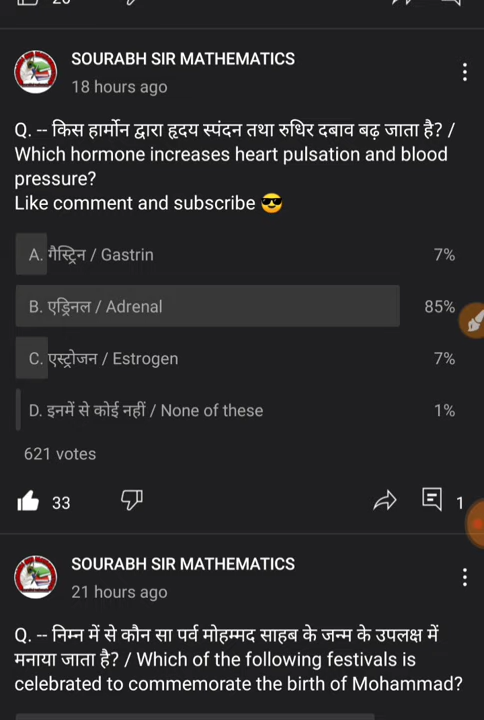 SOURABH SIR MATHEMATICS
18 hours ago
Q. -- किस हार्मोन द्वारा हृदय स्पंदन तथा रुधिर दबाव बढ़ जाता है? /
Which hormone increases heart pulsation and blood
pressure?
Like comment and subscribe 😎
A. गैस्ट्रिन / Gastrin 7%
B. एड्रिनल / Adrenal 85%
C. एस्ट्रोजन / Estrogen 7%
D. इनमें से कोई नहीं / None of these 1%
621 votes
33 1
SOURABH SIR MATHEMATICS
21 hours ago
Q. -- निम्न में से कौन सा पर्व मोहम्मद साहब के जन्म के उपलक्ष में
मनाया जाता है? / Which of the following festivals is
celebrated to commemorate the birth of Mohammad?